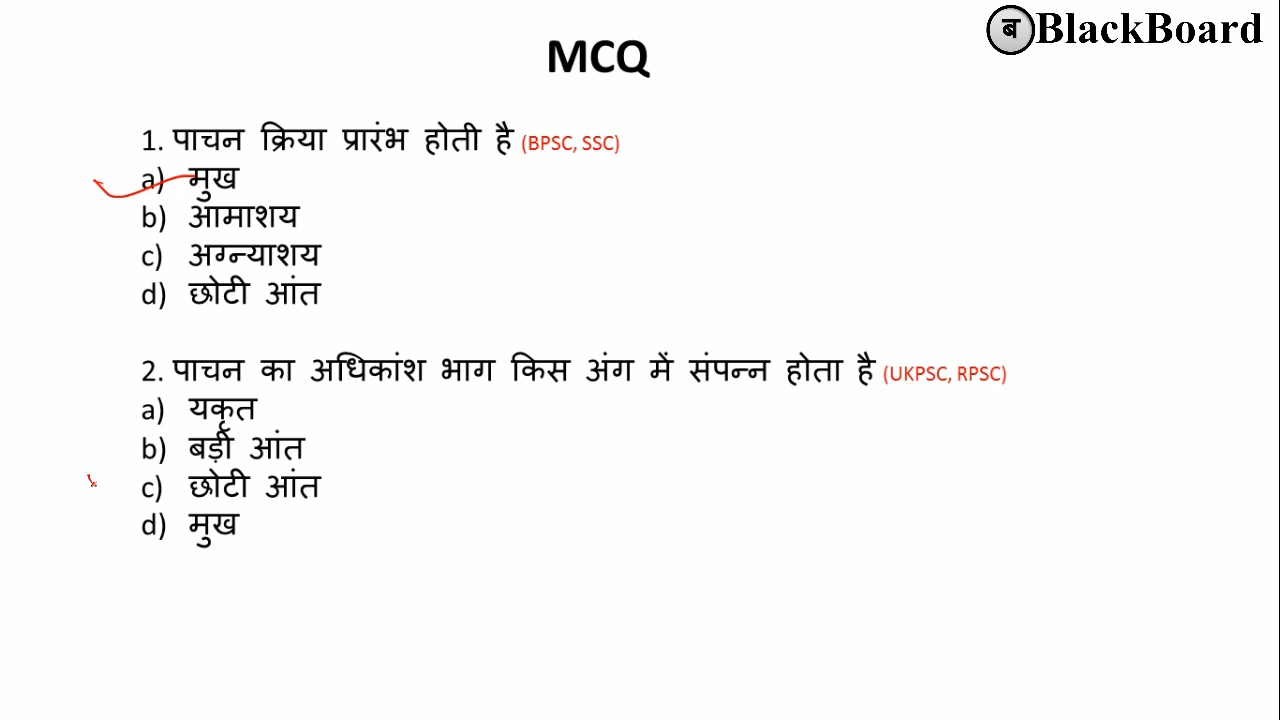 ब BlackBoard
MCQ
1. पाचन क्रिया प्रारंभ होती है (BPSC, SSC)
a) मुख
b) आमाशय
c) अग्न्याशय
d) छोटी आंत
2. पाचन का अधिकांश भाग किस अंग में संपन्न होता है (UKPSC, RPSC)
a) यकृत
b) बड़ी आंत
c) छोटी आंत
d) मुख